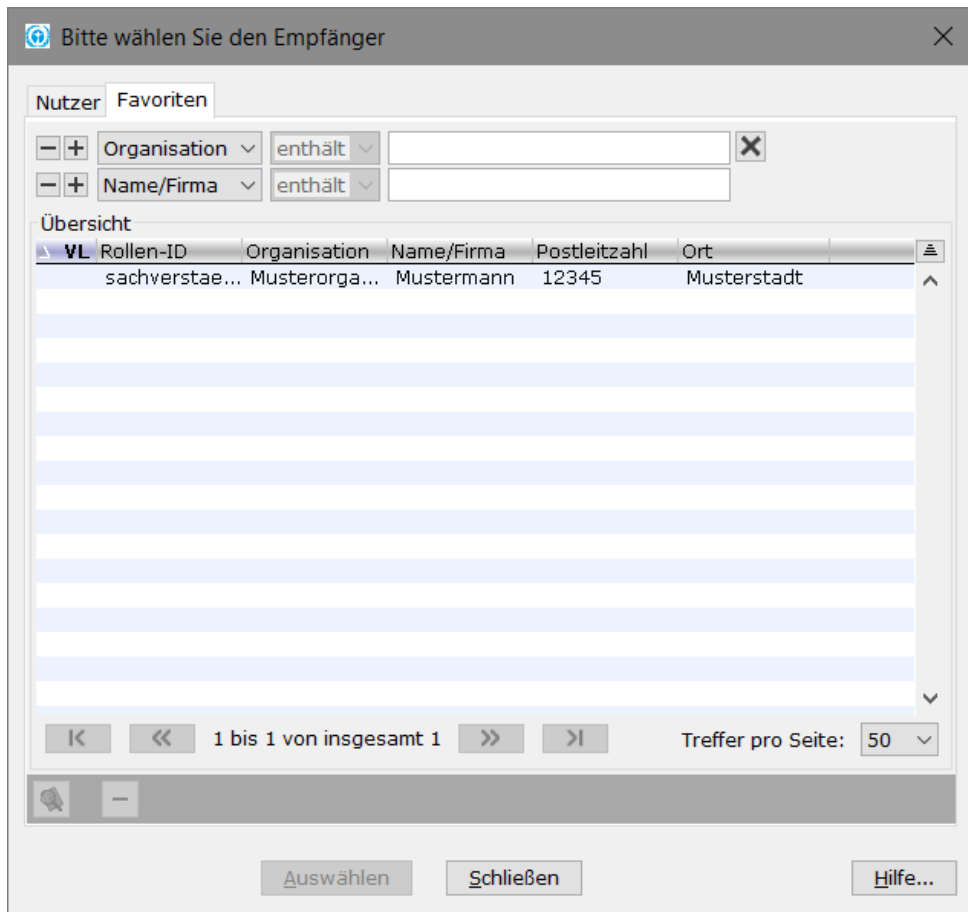 Bitte wählen Sie den Empfänger
Nutzer Favoriten
Organisation enthält
Name/Firma enthält
Übersicht
VL Rollen-ID Organisation Name/Firma Postleitzahl Ort
sachverstae... Musterorga... Mustermann 12345 Musterstadt
1 bis 1 von insgesamt 1 Treffer pro Seite: 50
Auswählen Schließen Hilfe...